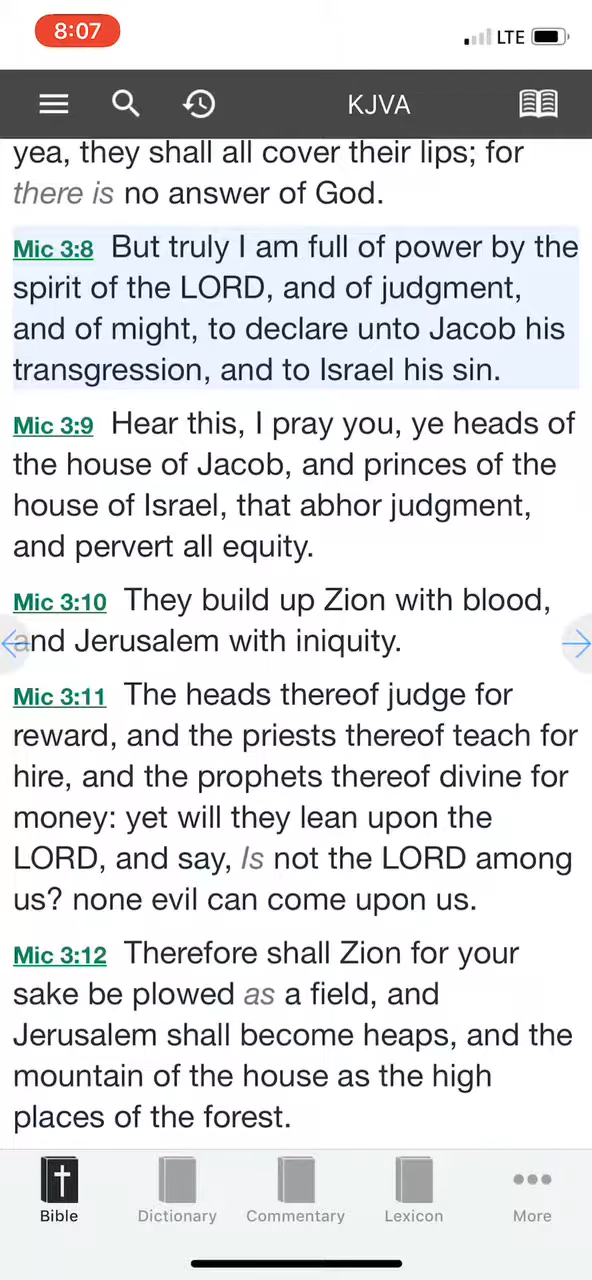 8:07
LTE
KJVA
yea, they shall all cover their lips; for
there is no answer of God.
Mic 3:8 But truly I am full of power by the
spirit of the LORD, and of judgment,
and of might, to declare unto Jacob his
transgression, and to Israel his sin.
Mic 3:9 Hear this, I pray you, ye heads of
the house of Jacob, and princes of the
house of Israel, that abhor judgment,
and pervert all equity.
Mic 3:10 They build up Zion with blood,
and Jerusalem with iniquity.
Mic 3:11 The heads thereof judge for
reward, and the priests thereof teach for
hire, and the prophets thereof divine for
money: yet will they lean upon the
LORD, and say, Is not the LORD among
us? none evil can come upon us.
Mic 3:12 Therefore shall Zion for your
sake be plowed as a field, and
Jerusalem shall become heaps, and the
mountain of the house as the high
places of the forest.
Bible Dictionary Commentary Lexicon More